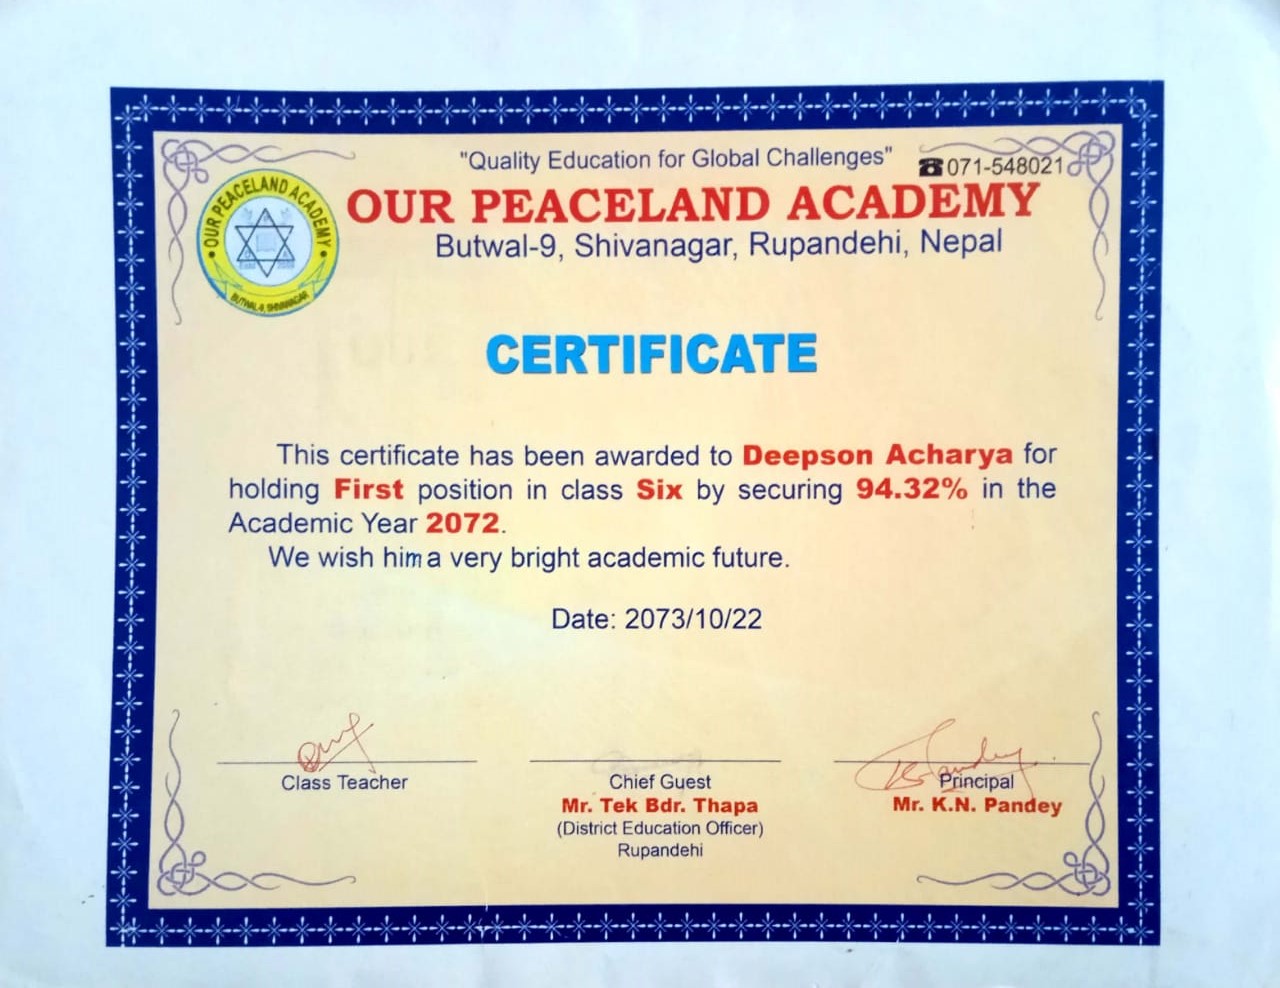 "Quality Education for Global Challenges"
☎071-548021
OUR PEACELAND ACADEMY
Butwal-9, Shivanagar, Rupandehi, Nepal
OUR PEACELAND ACADEMY
BUTWAL-9, SHIVANAGAR
CERTIFICATE
This certificate has been awarded to Deepson Acharya for
holding First position in class Six by securing 94.32% in the
Academic Year 2072.
We wish him a very bright academic future.
Date: 2073/10/22
Class Teacher
Chief Guest
Mr. Tek Bdr. Thapa
(District Education Officer)
Rupandehi
Principal
Mr. K.N. Pandey